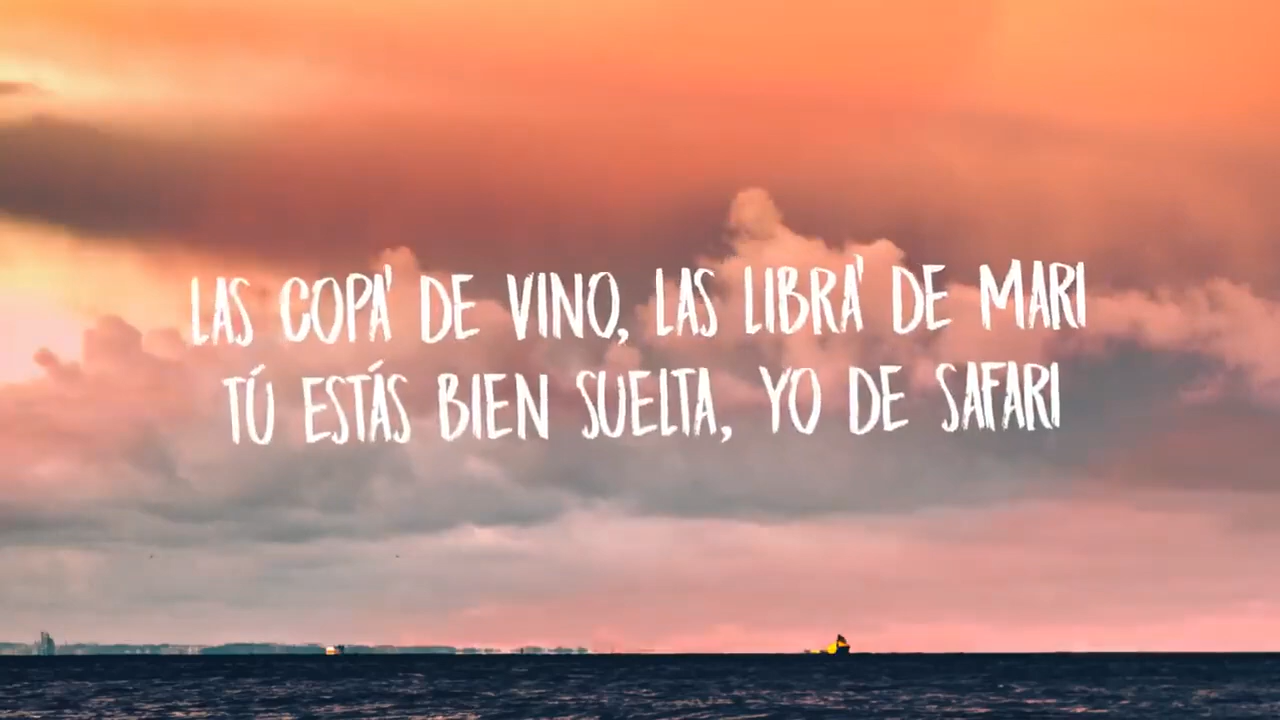 LAS COPA' DE VINO, LAS LIBRA' DE MARI
TÚ ESTÁS BIEN SUELTA, YO DE SAFARI